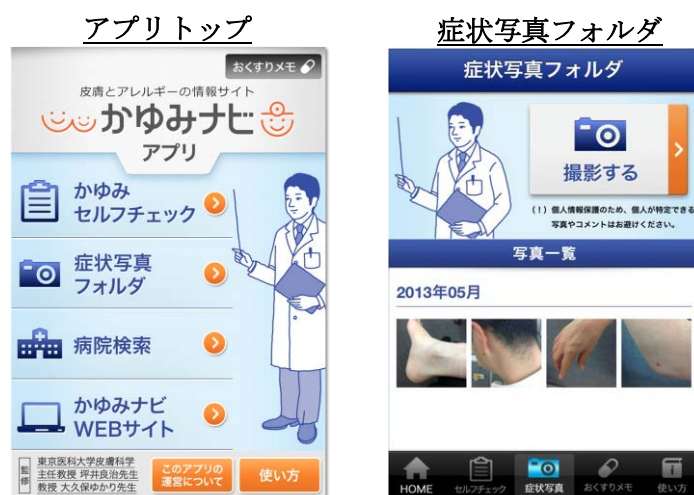 アプリトップ
おくすりメモ
皮膚とアレルギーの情報サイト
かゆみナビ
アプリ
かゆみ
セルフチェック
症状写真
フォルダ
病院検索
かゆみナビ
WEBサイト
監修
東京医科大学皮膚科学
主任教授 坪井良治先生
教授 大久保ゆかり先生
このアプリの
運営について
使い方
症状写真フォルダ
症状写真フォルダ
撮影する
(!) 個人情報保護のため、個人が特定できる
写真やコメントはお避けください。
写真一覧
2013年05月
HOME
セルフチェック
症状写真
おくすりメモ
使い方